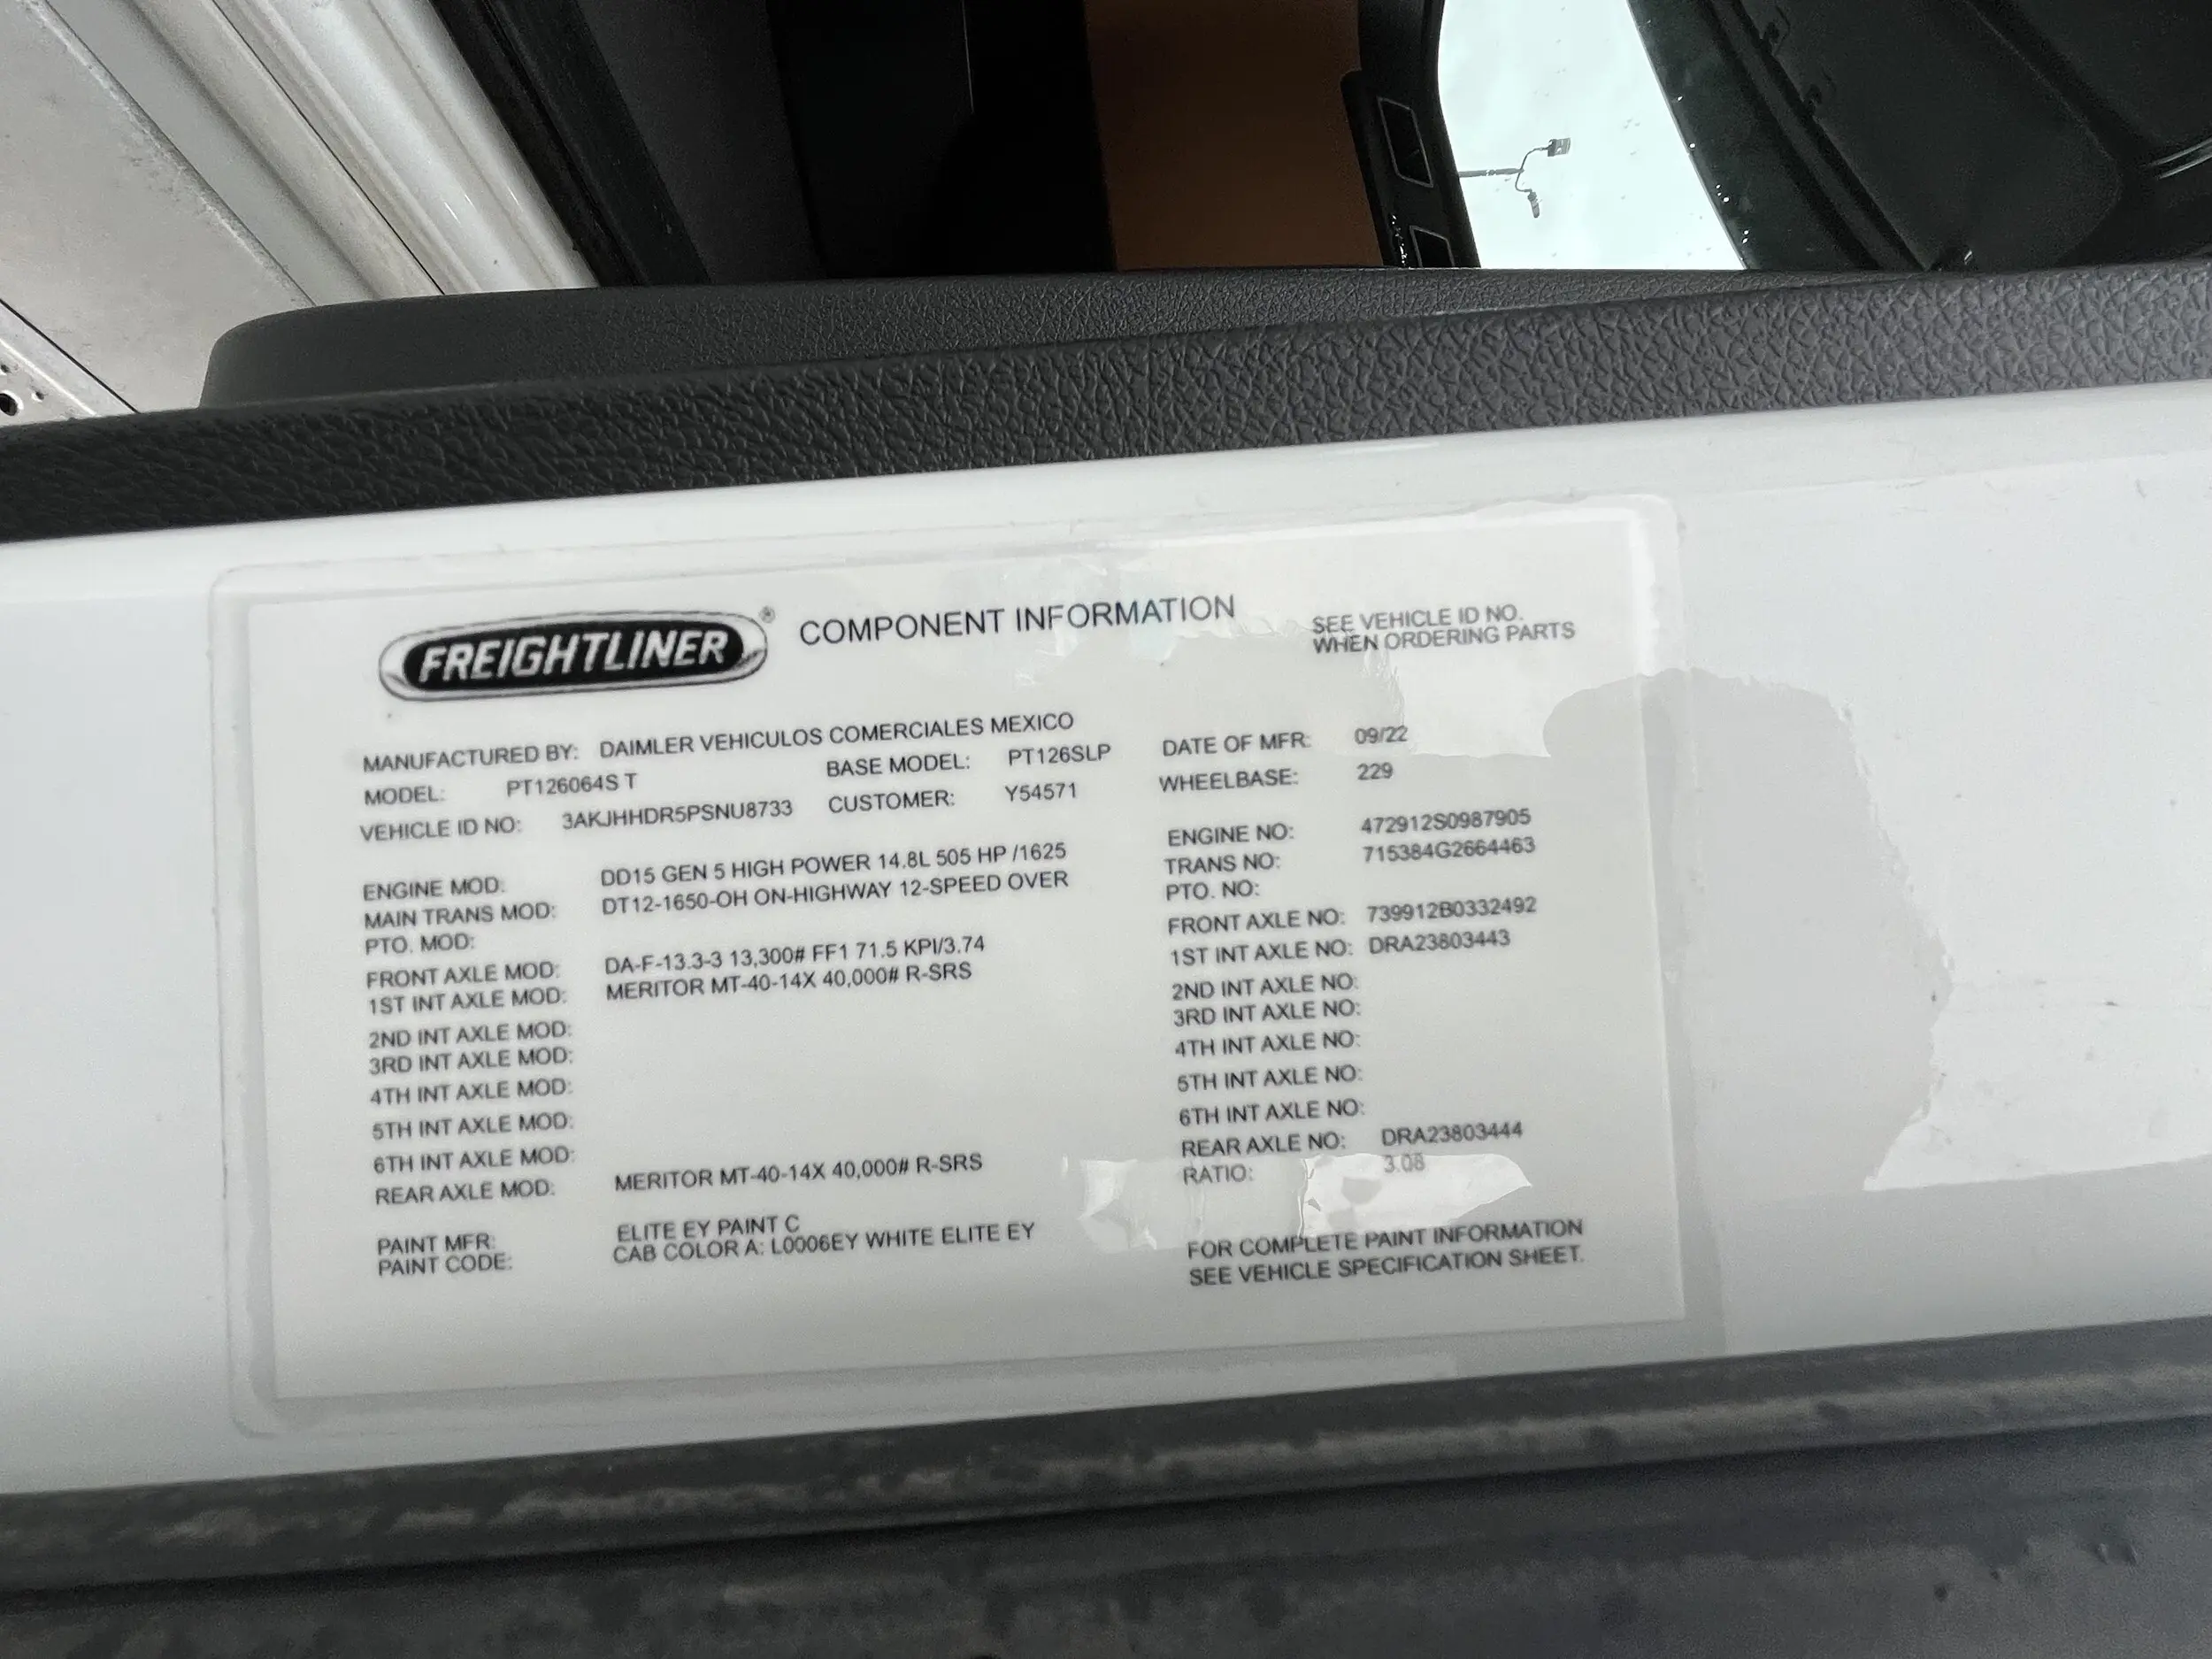 FREIGHTLINER ® COMPONENT INFORMATION
SEE VEHICLE ID NO.
WHEN ORDERING PARTS
MANUFACTURED BY: DAIMLER VEHICULOS COMERCIALES MEXICO
MODEL: PT126064S T BASE MODEL: PT126SLP
VEHICLE ID NO: 3AKJHHDR5PSNU8733 CUSTOMER: Y54571
DATE OF MFR: 09/22
WHEELBASE: 229
ENGINE MOD: DD15 GEN 5 HIGH POWER 14.8L 505 HP /1625
MAIN TRANS MOD: DT12-1650-OH ON-HIGHWAY 12-SPEED OVER
PTO. MOD:
FRONT AXLE MOD: DA-F-13.3-3 13,300# FF1 71.5 KPI/3.74
1ST INT AXLE MOD: MERITOR MT-40-14X 40,000# R-SRS
2ND INT AXLE MOD:
3RD INT AXLE MOD:
4TH INT AXLE MOD:
5TH INT AXLE MOD:
6TH INT AXLE MOD:
REAR AXLE MOD: MERITOR MT-40-14X 40,000# R-SRS
PAINT MFR: ELITE EY PAINT C
PAINT CODE: CAB COLOR A: L0006EY WHITE ELITE EY
ENGINE NO: 472912S0987905
TRANS NO: 715384G2664463
PTO. NO:
FRONT AXLE NO: 739912B0332492
1ST INT AXLE NO: DRA23803443
2ND INT AXLE NO:
3RD INT AXLE NO:
4TH INT AXLE NO:
5TH INT AXLE NO:
6TH INT AXLE NO:
REAR AXLE NO: DRA23803444
RATIO: 3.08
FOR COMPLETE PAINT INFORMATION
SEE VEHICLE SPECIFICATION SHEET.